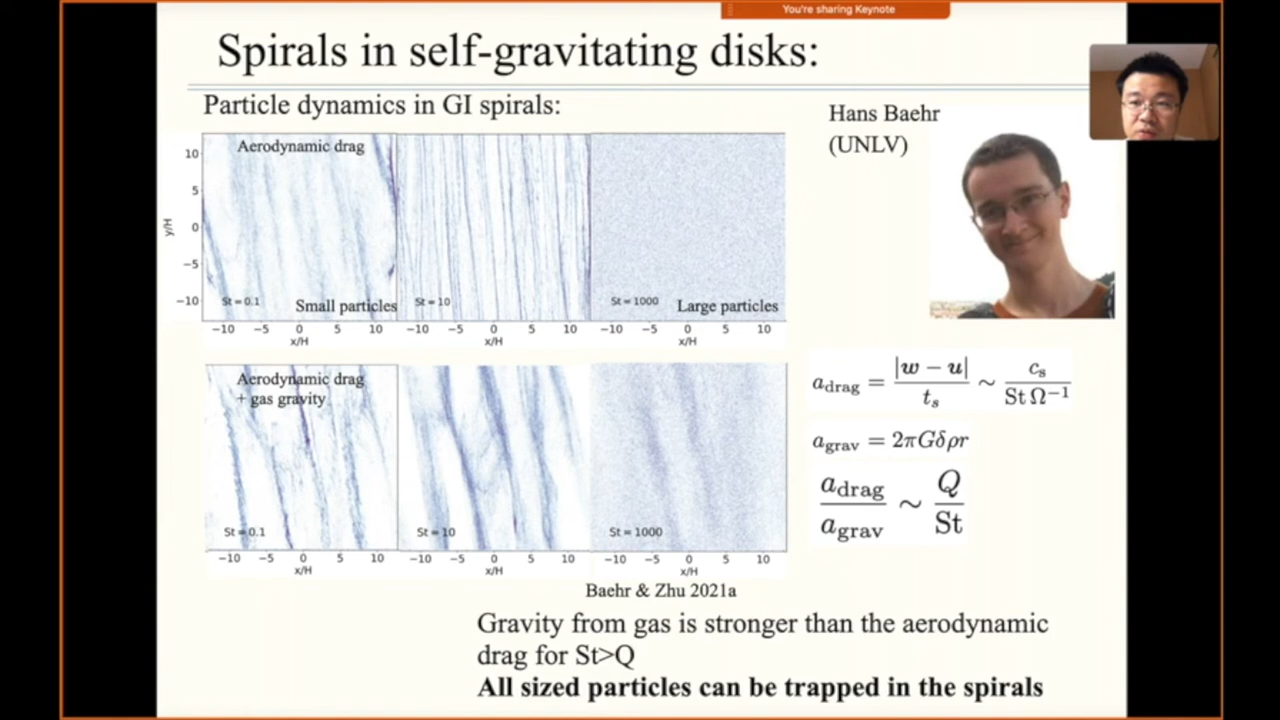 You're sharing Keynote
Spirals in self-gravitating disks:
Particle dynamics in GI spirals:
Hans Baehr
(UNLV)
Aerodynamic drag
10
5
0
−5
−10
y/H
St = 0.1
Small particles
St = 10
St = 1000
Large particles
−10 −5 0 5 10 −10 −5 0 5 10 −10 −5 0 5 10
x/H x/H x/H
Aerodynamic drag
+ gas gravity
St = 0.1
St = 10
St = 1000
−10 −5 0 5 10 −10 −5 0 5 10 −10 −5 0 5 10
x/H x/H x/H
a_drag = |w − u| / t_s ~ c_s / St Ω^−1
a_grav = 2πGδρr
a_drag / a_grav ~ Q / St
Baehr & Zhu 2021a
Gravity from gas is stronger than the aerodynamic
drag for St>Q
All sized particles can be trapped in the spirals